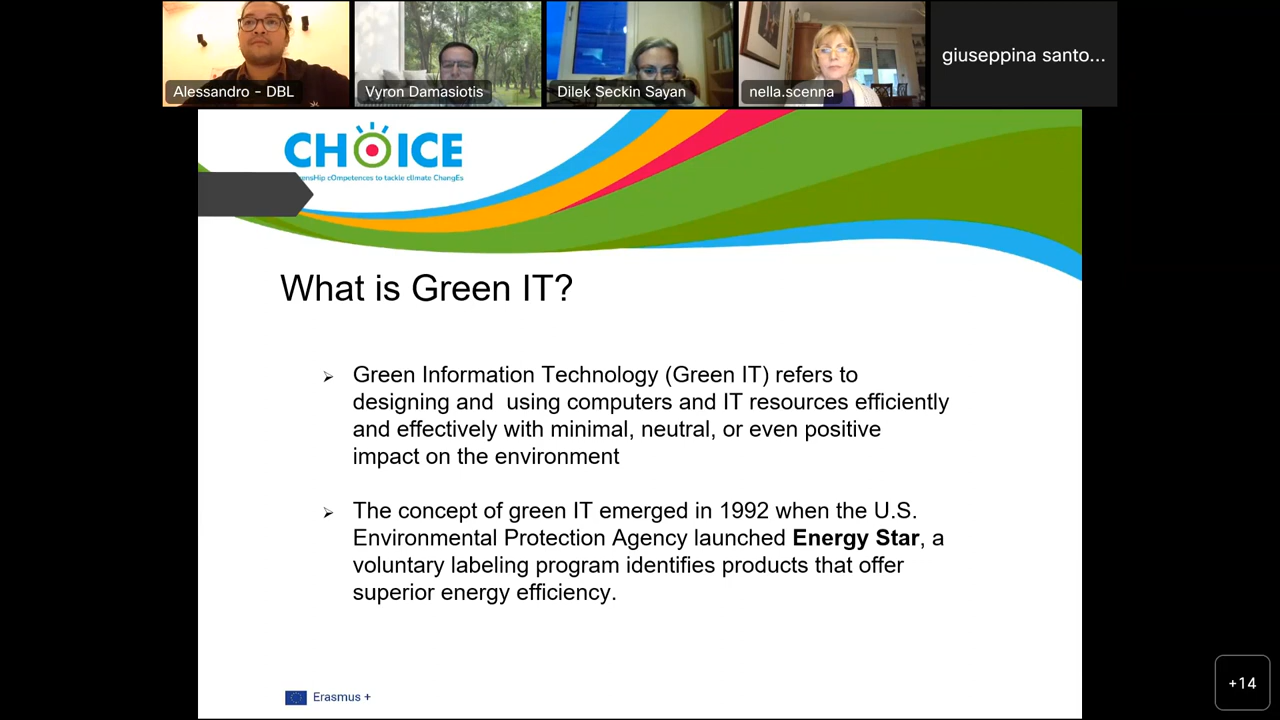 Alessandro - DBL
Vyron Damasiotis
Dilek Seckin Sayan
nella.scenna
giuseppina santo...
CHOICE
ensHip cOmpetences to tackle clImate ChangEs
What is Green IT?
➢ Green Information Technology (Green IT) refers to
designing and  using computers and IT resources efficiently
and effectively with minimal, neutral, or even positive
impact on the environment
➢ The concept of green IT emerged in 1992 when the U.S.
Environmental Protection Agency launched Energy Star, a
voluntary labeling program identifies products that offer
superior energy efficiency.
Erasmus +
+14